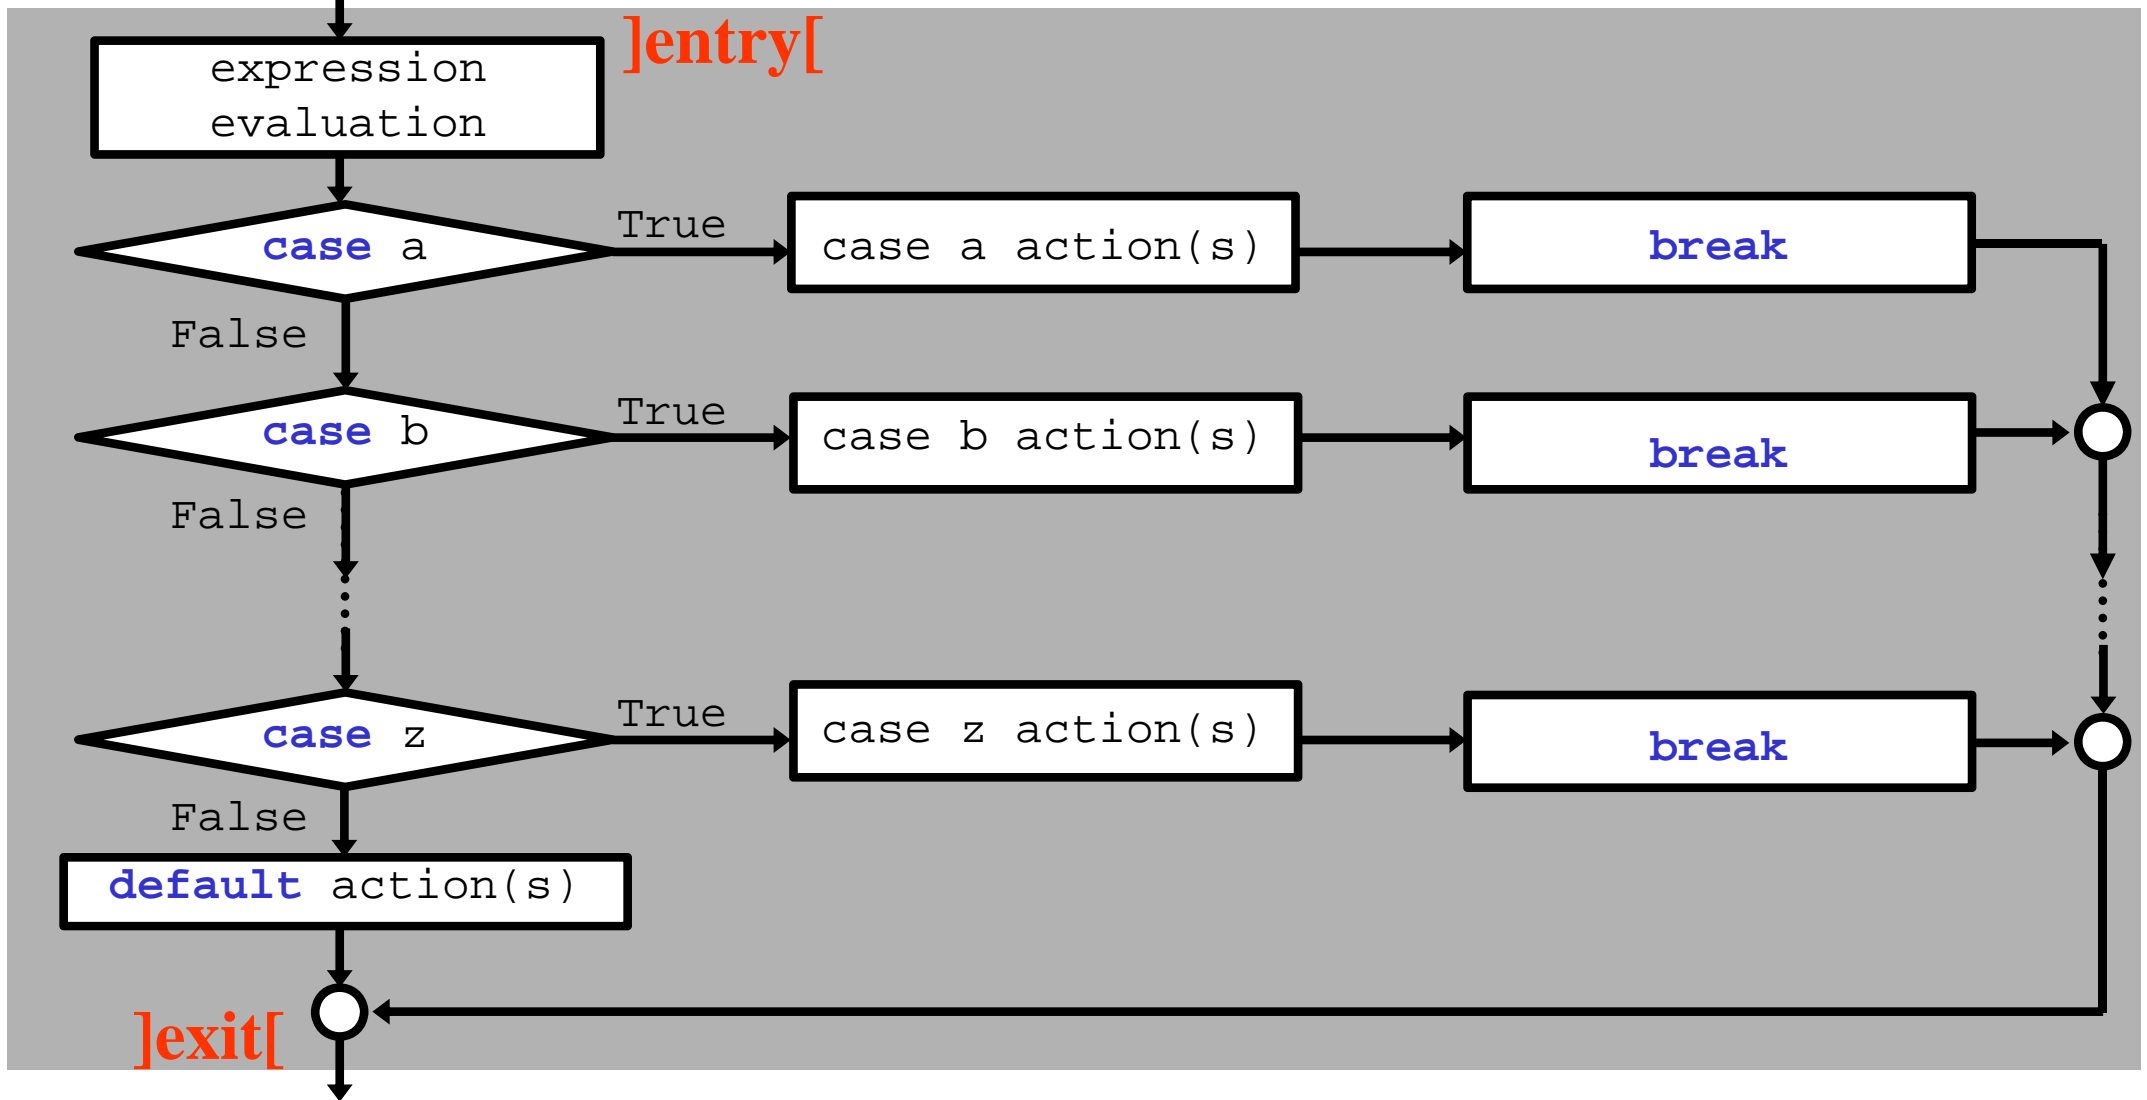 ]entry[
expression
evaluation
case a
True
case a action(s)
break
False
case b
True
case b action(s)
break
False
case z
True
case z action(s)
break
False
default action(s)
]exit[